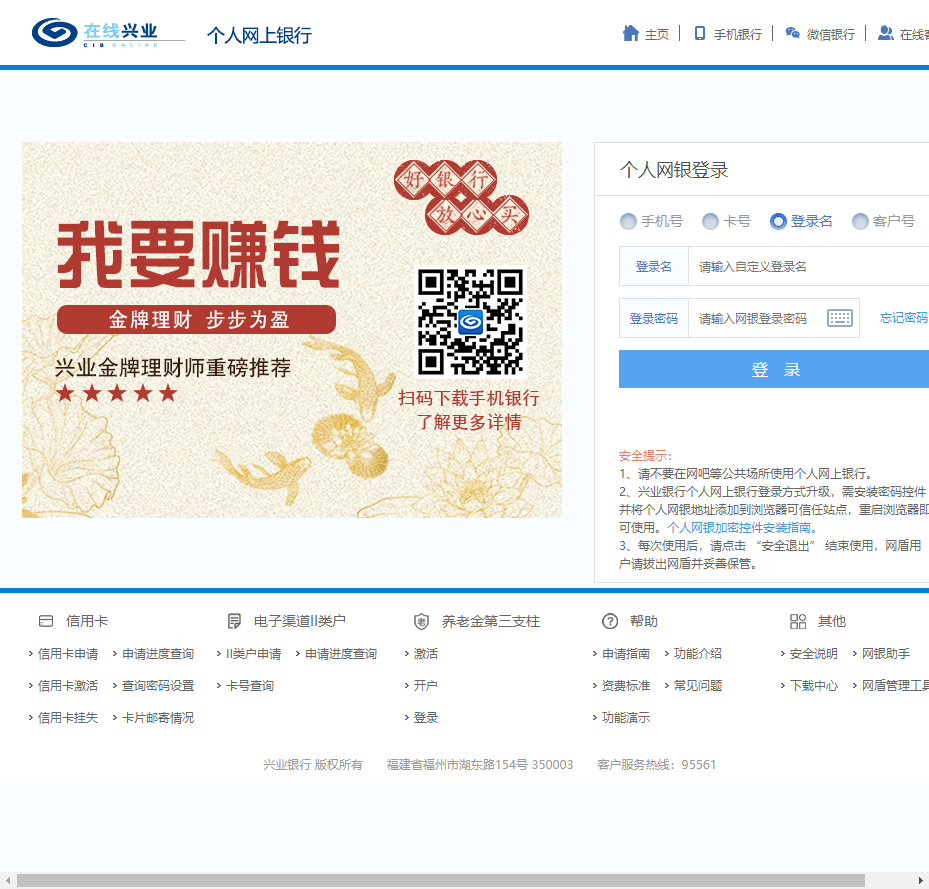 在线兴业
CIB ONLINE
个人网上银行
主页
手机银行
微信银行
在线客
好银行
放心买
我要赚钱
金牌理财 步步为盈
兴业金牌理财师重磅推荐
扫码下载手机银行
了解更多详情
个人网银登录
手机号 卡号 登录名 客户号
登录名 请输入自定义登录名
登录密码 请输入网银登录密码 忘记密码
登 录
安全提示:
1、请不要在网吧等公共场所使用个人网上银行。
2、兴业银行个人网上银行登录方式升级，需安装密码控件
并将个人网银地址添加到浏览器可信任站点，重启浏览器即
可使用。个人网银加密控件安装指南。
3、每次使用后，请点击 “安全退出” 结束使用，网盾用
户请拔出网盾并妥善保管。
信用卡 电子渠道II类户 养老金第三支柱 帮助 其他
信用卡申请 申请进度查询 II类户申请 申请进度查询 激活 申请指南 功能介绍 安全说明 网银助手
信用卡激活 查询密码设置 卡号查询 开户 资费标准 常见问题 下载中心 网盾管理工具
信用卡挂失 卡片邮寄情况 登录 功能演示
兴业银行 版权所有 福建省福州市湖东路154号 350003 客户服务热线：95561